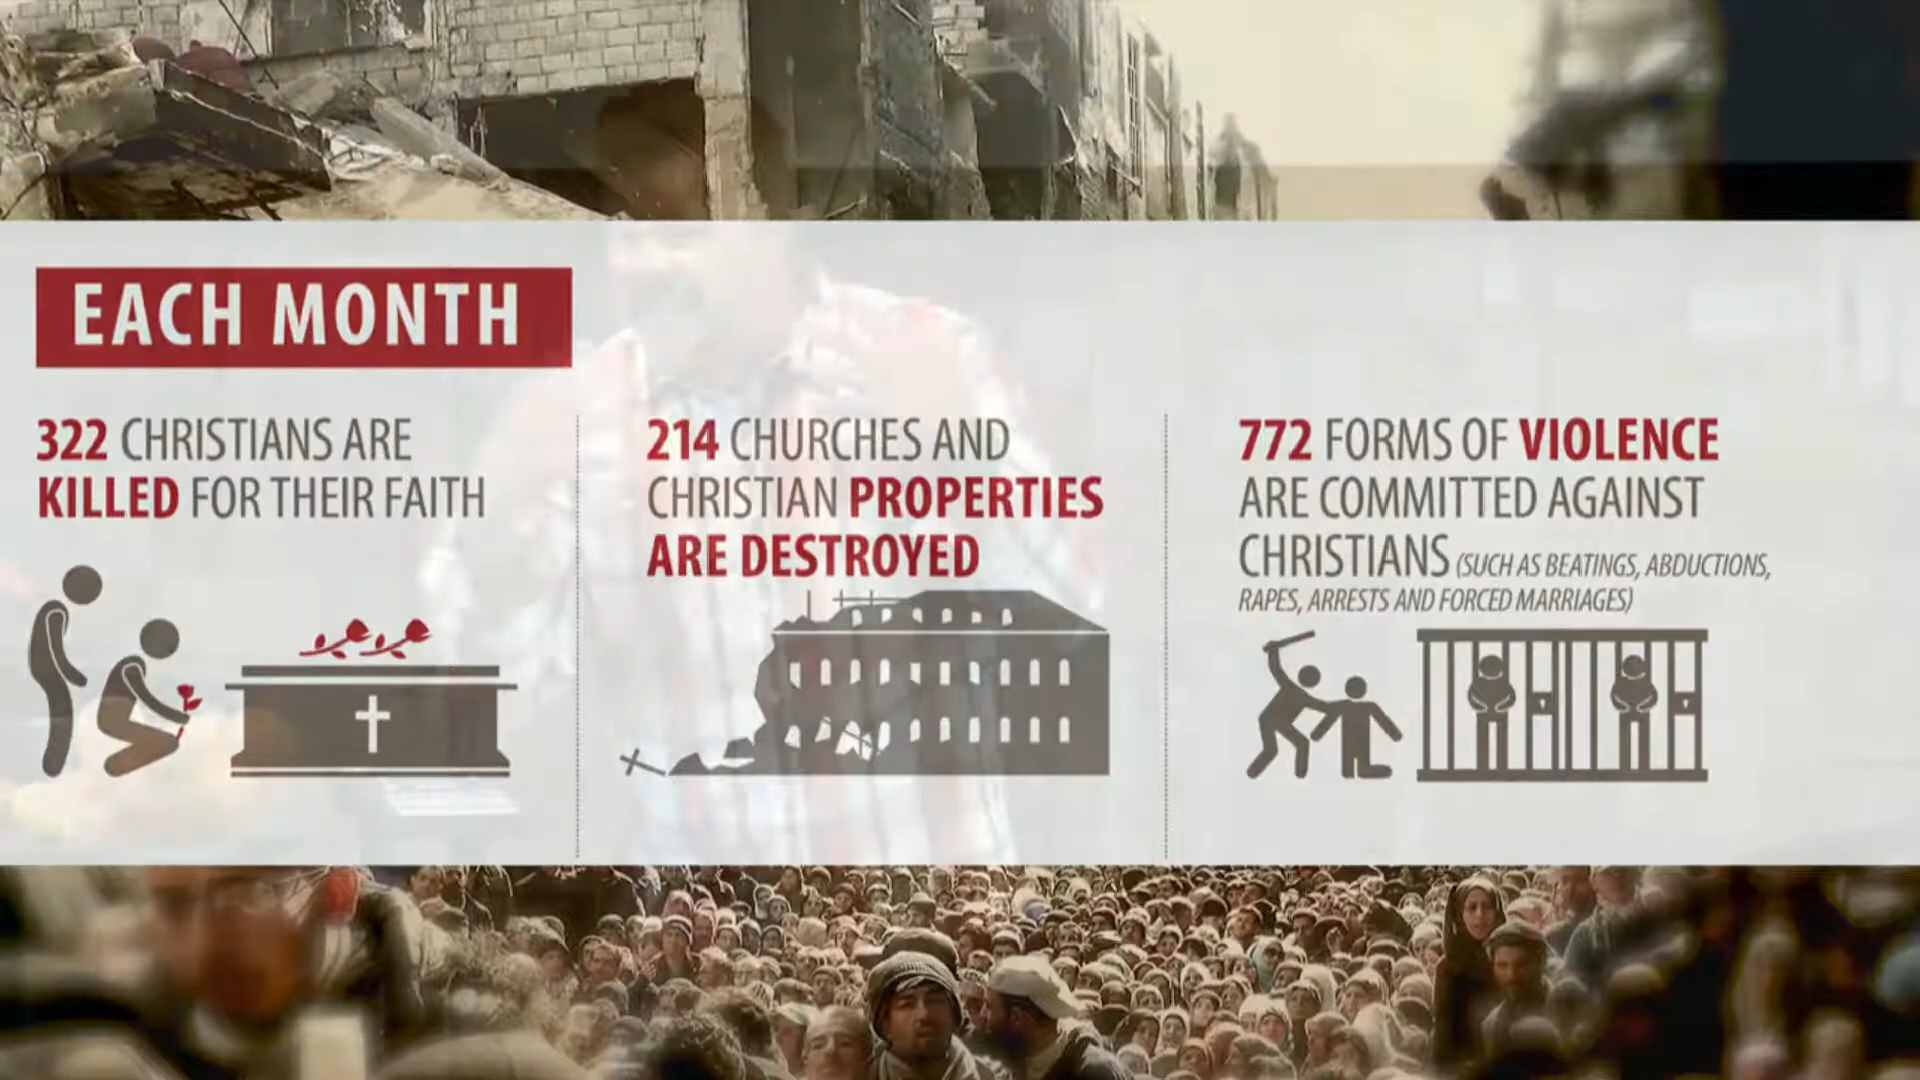 EACH MONTH
322 CHRISTIANS ARE
KILLED FOR THEIR FAITH
214 CHURCHES AND
CHRISTIAN PROPERTIES
ARE DESTROYED
772 FORMS OF VIOLENCE
ARE COMMITTED AGAINST
CHRISTIANS (SUCH AS BEATINGS, ABDUCTIONS,
RAPES, ARRESTS AND FORCED MARRIAGES)